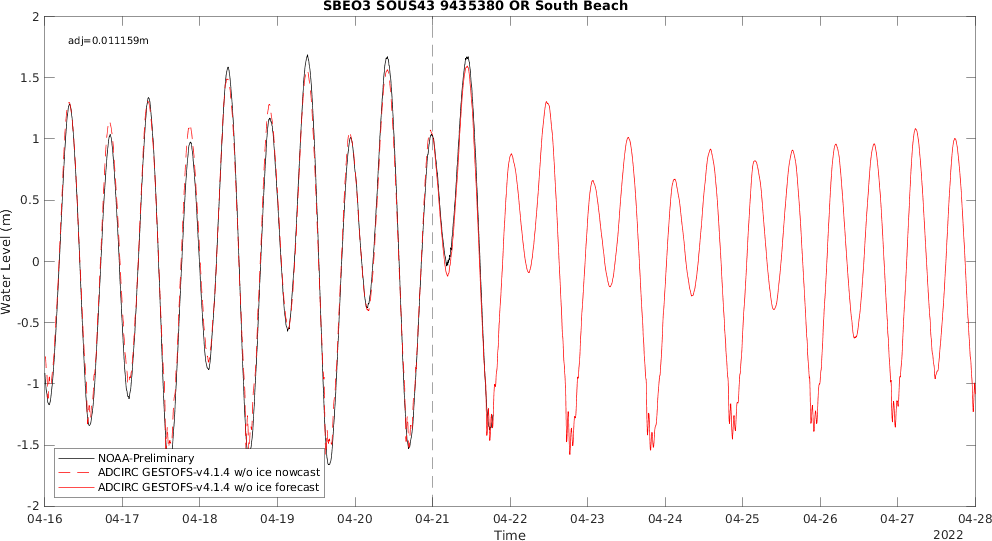 SBEO3 SOUS43 9435380 OR South Beach
adj=0.011159m
2
1.5
1
0.5
0
-0.5
-1
-1.5
-2
Water Level (m)
NOAA-Preliminary
ADCIRC GESTOFS-v4.1.4 w/o ice nowcast
ADCIRC GESTOFS-v4.1.4 w/o ice forecast
04-16 04-17 04-18 04-19 04-20 04-21 04-22 04-23 04-24 04-25 04-26 04-27 04-28
Time
2022